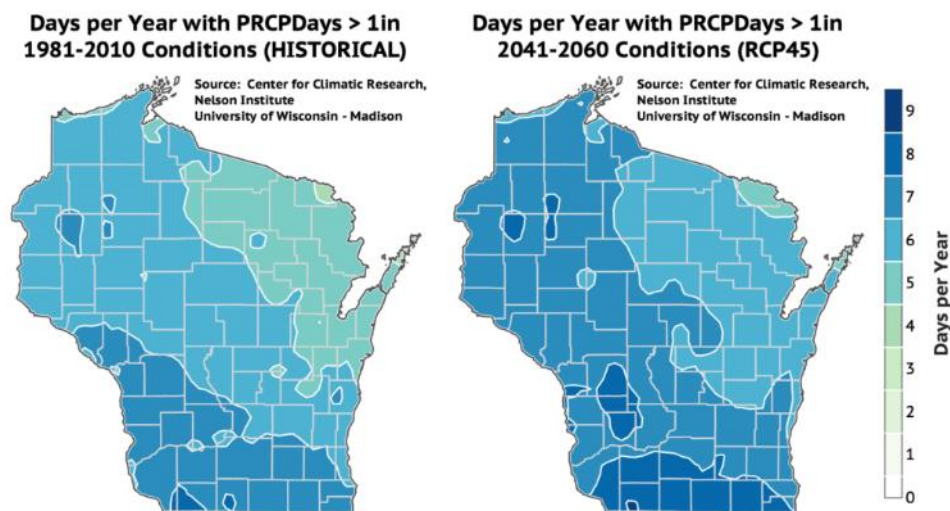 Days per Year with PRCPDays > 1in
1981-2010 Conditions (HISTORICAL)
Source: Center for Climatic Research,
Nelson Institute
University of Wisconsin - Madison
Days per Year with PRCPDays > 1in
2041-2060 Conditions (RCP45)
Source: Center for Climatic Research,
Nelson Institute
University of Wisconsin - Madison
9
8
7
6
5
4
3
2
1
0
Days per Year